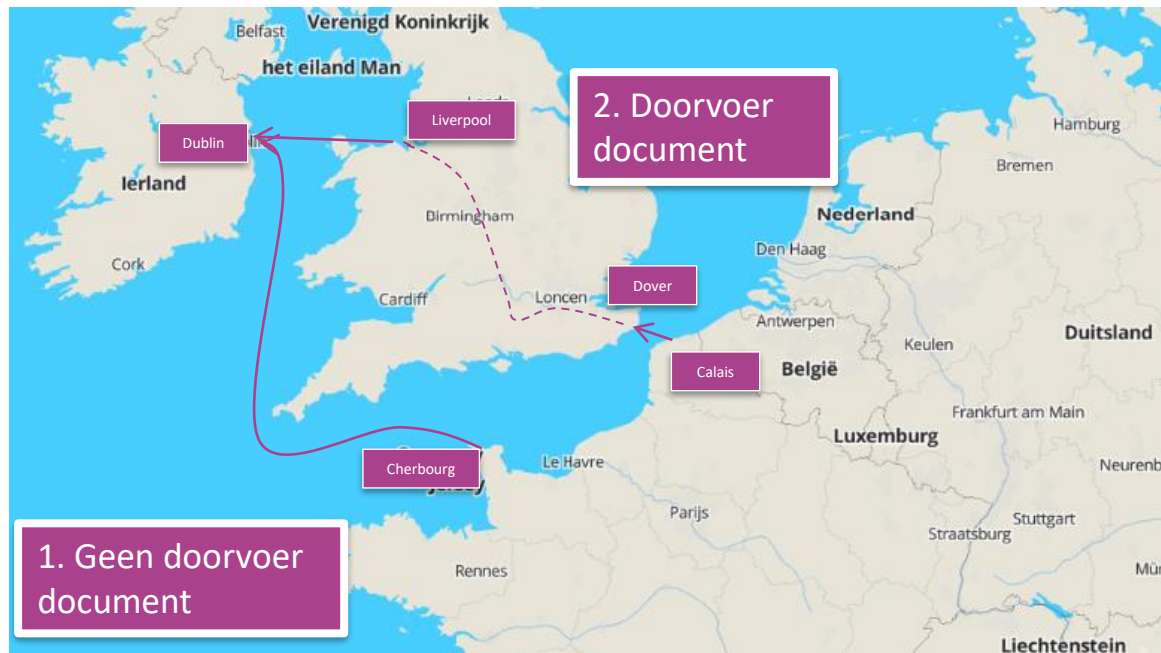 Verenigd Koninkrijk
Belfast
het eiland Man
Liverpool
2. Doorvoer
document
Hamburg
Dublin
Bremen
Ierland
Birmingham
Nederland
Den Haag
Cork
Dover
Cardiff
Loncen
Antwerpen
Duitsland
Keulen
Calais
België
Frankfurt am Main
Luxemburg
Le Havre
Cherbourg
Neurenb
Parijs
Stuttgart
Straatsburg
1. Geen doorvoer
document
Rennes
Mü
Liechtenstein